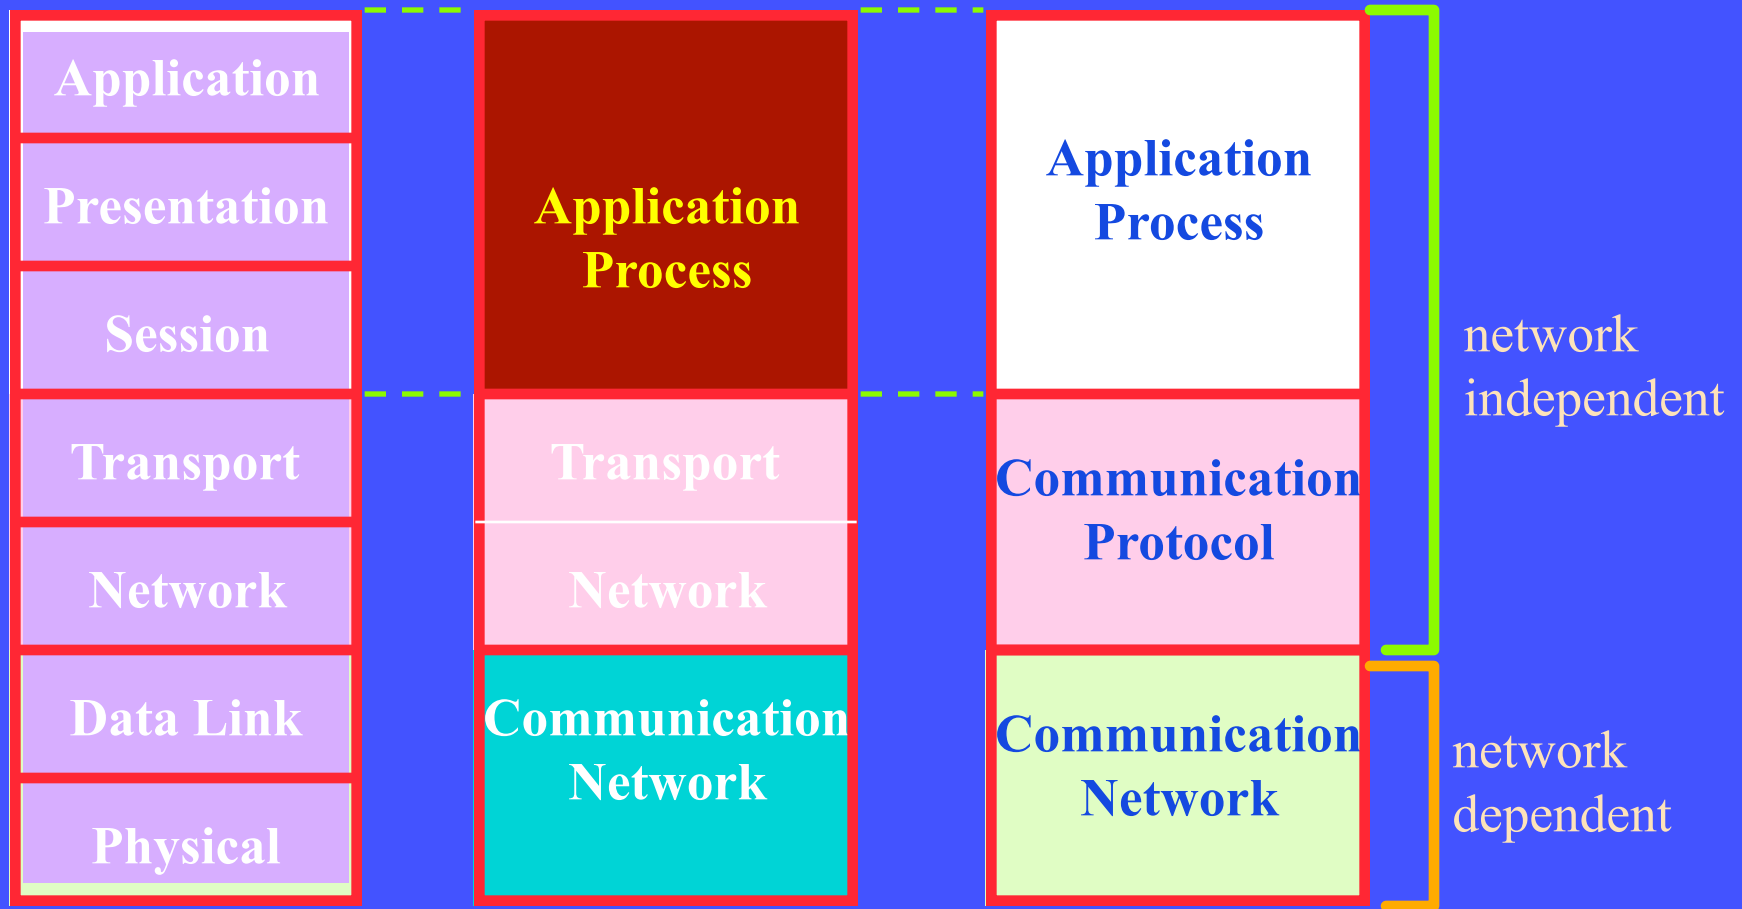 Application
Presentation
Session
Transport
Network
Data Link
Physical
Application
Process
Transport
Network
Communication
Network
Application
Process
Communication
Protocol
Communication
Network
network
independent
network
dependent